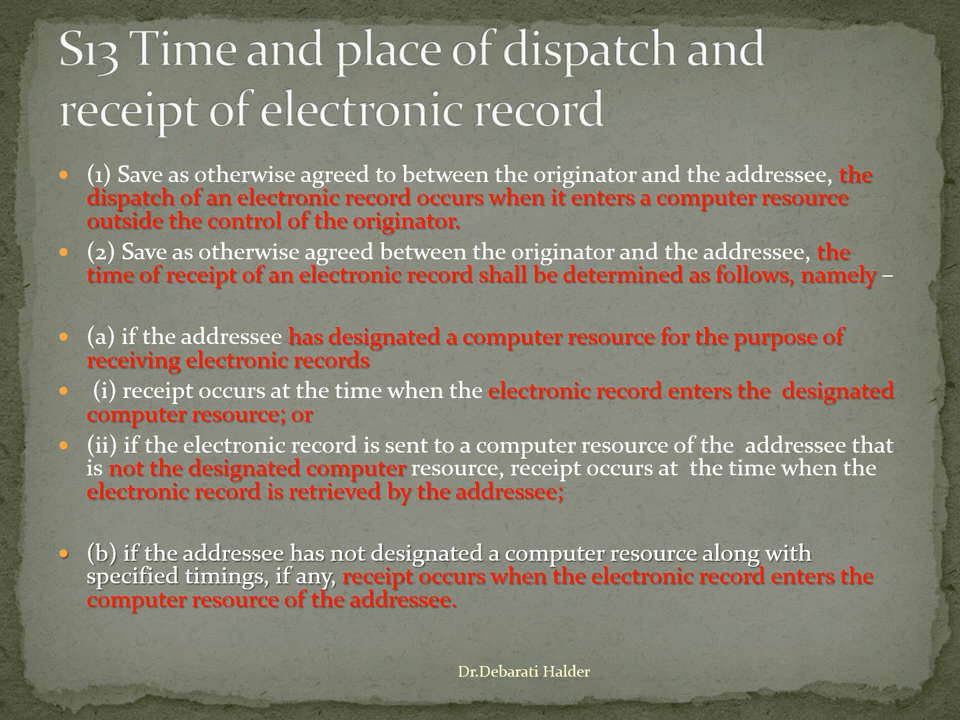 S13 Time and place of dispatch and
receipt of electronic record
• (1) Save as otherwise agreed to between the originator and the addressee, the
dispatch of an electronic record occurs when it enters a computer resource
outside the control of the originator.
• (2) Save as otherwise agreed between the originator and the addressee, the
time of receipt of an electronic record shall be determined as follows, namely –
• (a) if the addressee has designated a computer resource for the purpose of
receiving electronic records
• (i) receipt occurs at the time when the electronic record enters the designated
computer resource; or
• (ii) if the electronic record is sent to a computer resource of the addressee that
is not the designated computer resource, receipt occurs at the time when the
electronic record is retrieved by the addressee;
• (b) if the addressee has not designated a computer resource along with
specified timings, if any, receipt occurs when the electronic record enters the
computer resource of the addressee.
Dr.Debarati Halder